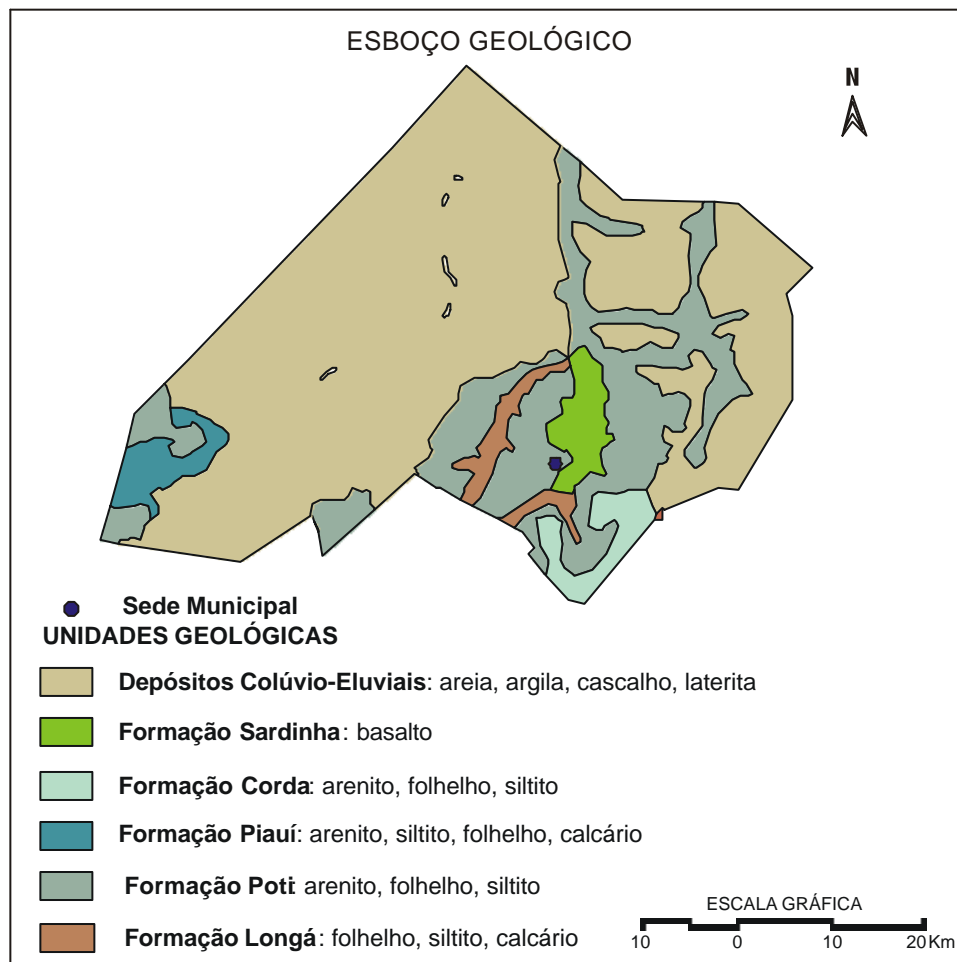 ESBOÇO GEOLÓGICO
N
Sede Municipal
UNIDADES GEOLÓGICAS
Depósitos Colúvio-Eluviais: areia, argila, cascalho, laterita
Formação Sardinha: basalto
Formação Corda: arenito, folhelho, siltito
Formação Piauí: arenito, siltito, folhelho, calcário
Formação Poti: arenito, folhelho, siltito
Formação Longá: folhelho, siltito, calcário
ESCALA GRÁFICA
10 0 10 20Km